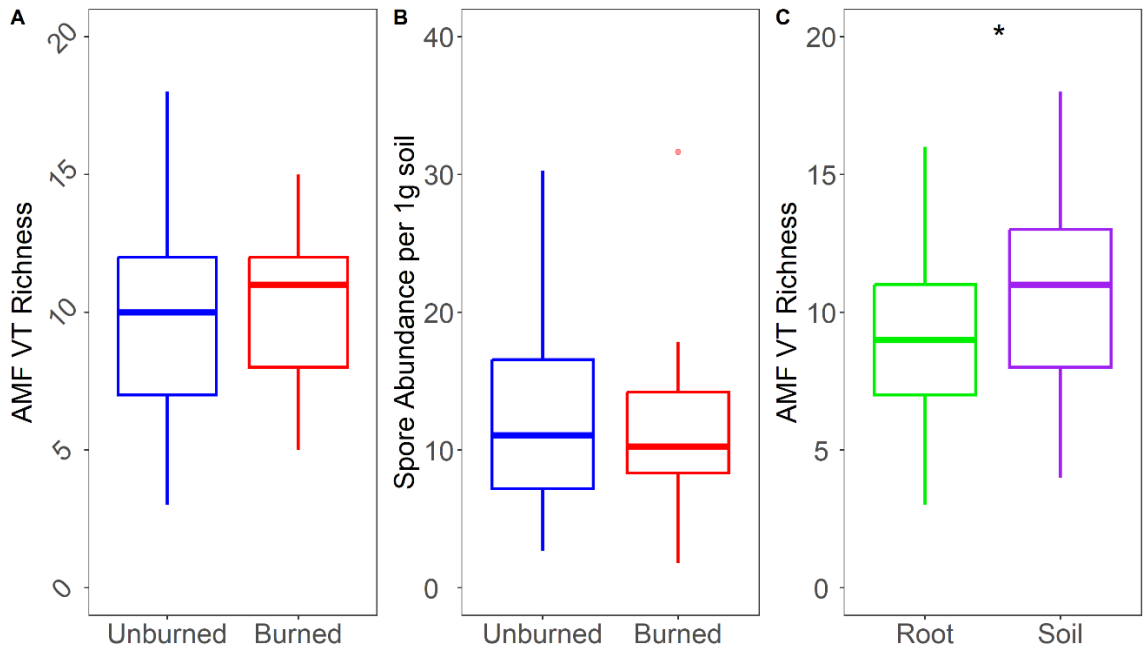 A
AMF VT Richness
20
15
10
5
0
Unburned
Burned
B
Spore Abundance per 1g soil
40
30
20
10
0
Unburned
Burned
C
AMF VT Richness
20
15
10
5
0
*
Root
Soil